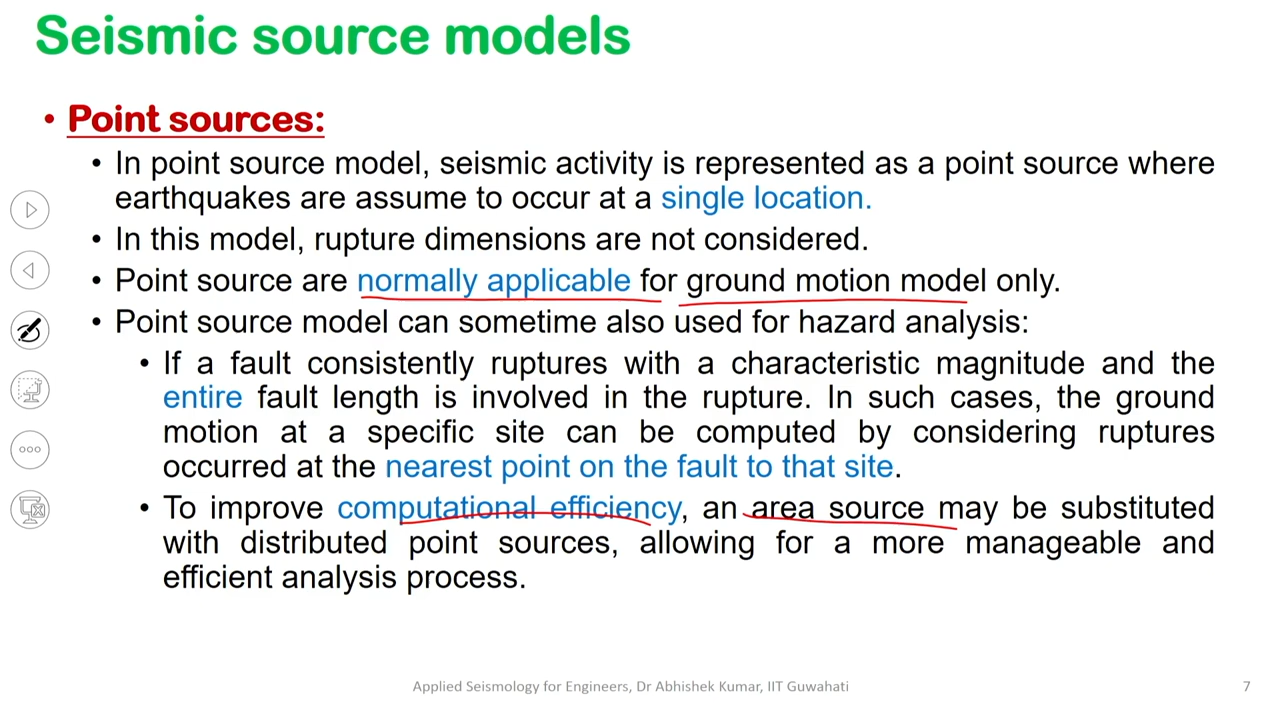 Seismic source models
• Point sources:
• In point source model, seismic activity is represented as a point source where
earthquakes are assume to occur at a single location.
• In this model, rupture dimensions are not considered.
• Point source are normally applicable for ground motion model only.
• Point source model can sometime also used for hazard analysis:
• If a fault consistently ruptures with a characteristic magnitude and the
entire fault length is involved in the rupture. In such cases, the ground
motion at a specific site can be computed by considering ruptures
occurred at the nearest point on the fault to that site.
• To improve computational efficiency, an area source may be substituted
with distributed point sources, allowing for a more manageable and
efficient analysis process.
Applied Seismology for Engineers, Dr Abhishek Kumar, IIT Guwahati
7